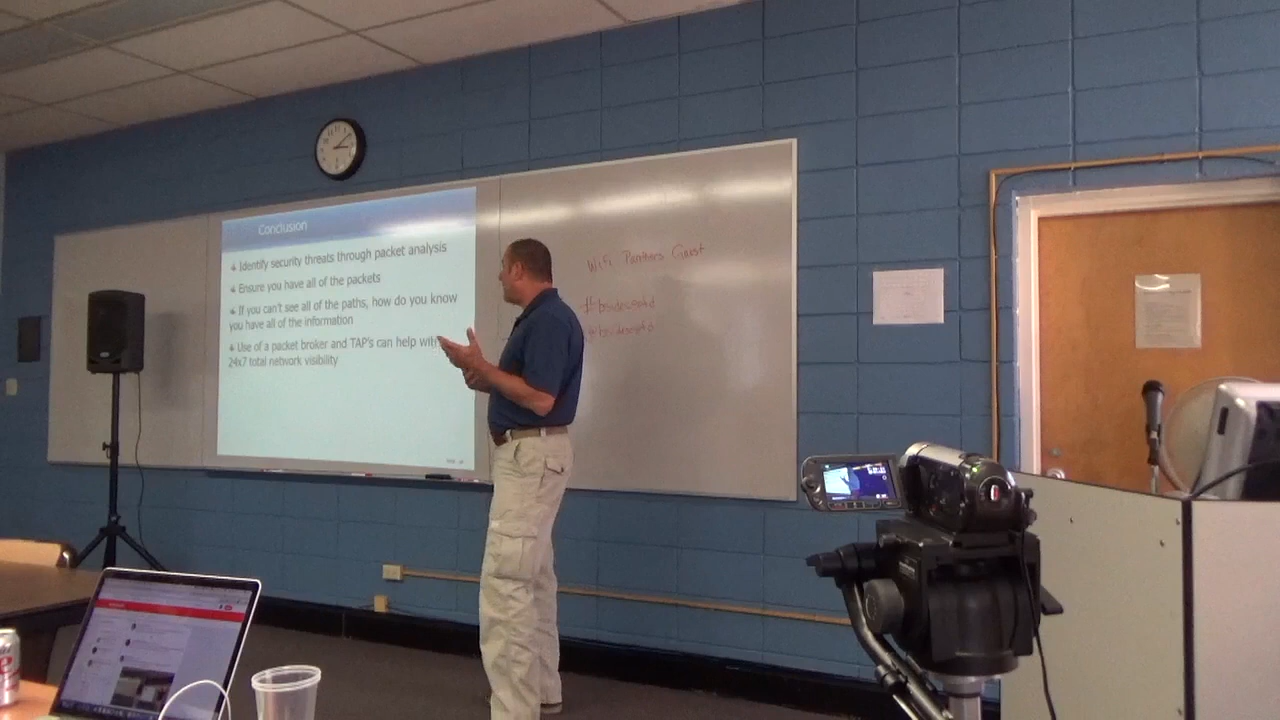 Conclusion
Identify security threats through packet analysis
Ensure you have all of the packets
If you can't see all of the paths, how do you know
you have all of the information
Use of a packet broker and TAP's can help with
24x7 total network visibility
Wifi Panthers Guest